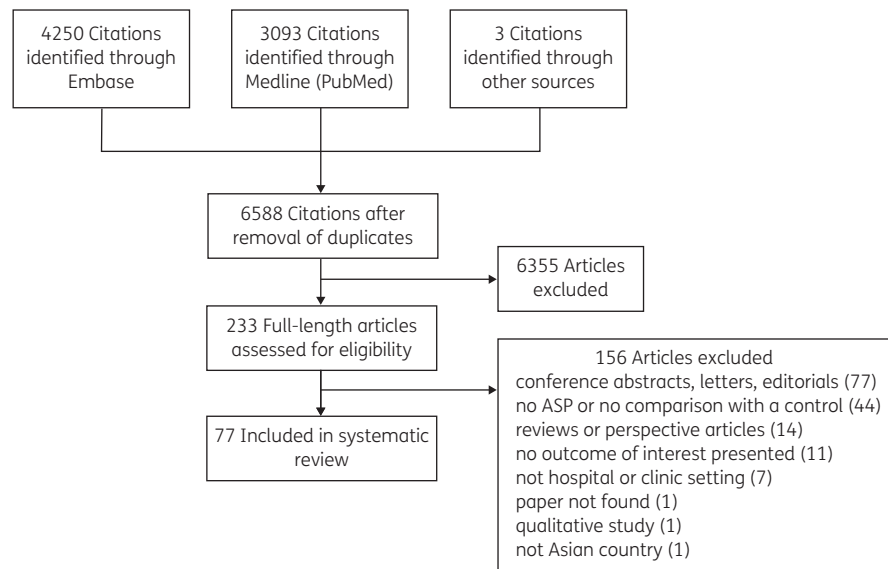 4250 Citations
identified through
Embase
3093 Citations
identified through
Medline (PubMed)
3 Citations
identified through
other sources
6588 Citations after
removal of duplicates
6355 Articles
excluded
233 Full-length articles
assessed for eligibility
156 Articles excluded
conference abstracts, letters, editorials (77)
no ASP or no comparison with a control (44)
reviews or perspective articles (14)
no outcome of interest presented (11)
not hospital or clinic setting (7)
paper not found (1)
qualitative study (1)
not Asian country (1)
77 Included in systematic
review